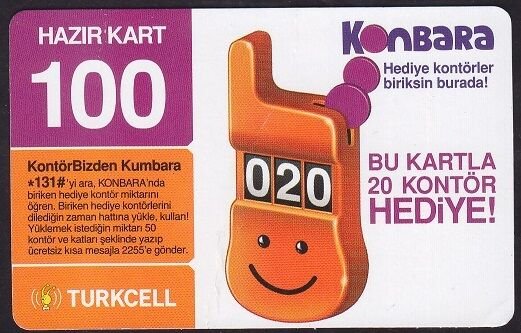 HAZIR KART
100
KONBARA
Hediye kontörler
biriksin burada!
020
BU KARTLA
20 KONTÖR
HEDİYE!
KontörBizden Kumbara
*131#'yi ara, KONBARA'nda
biriken hediye kontör miktarını
öğren. Biriken hediye kontörlerini
dilediğin zaman hattına yükle, kullan!
Yüklemek istediğin miktarı 50
kontör ve katları şeklinde yazıp
ücretsiz kısa mesajla 2255'e gönder.
TURKCELL